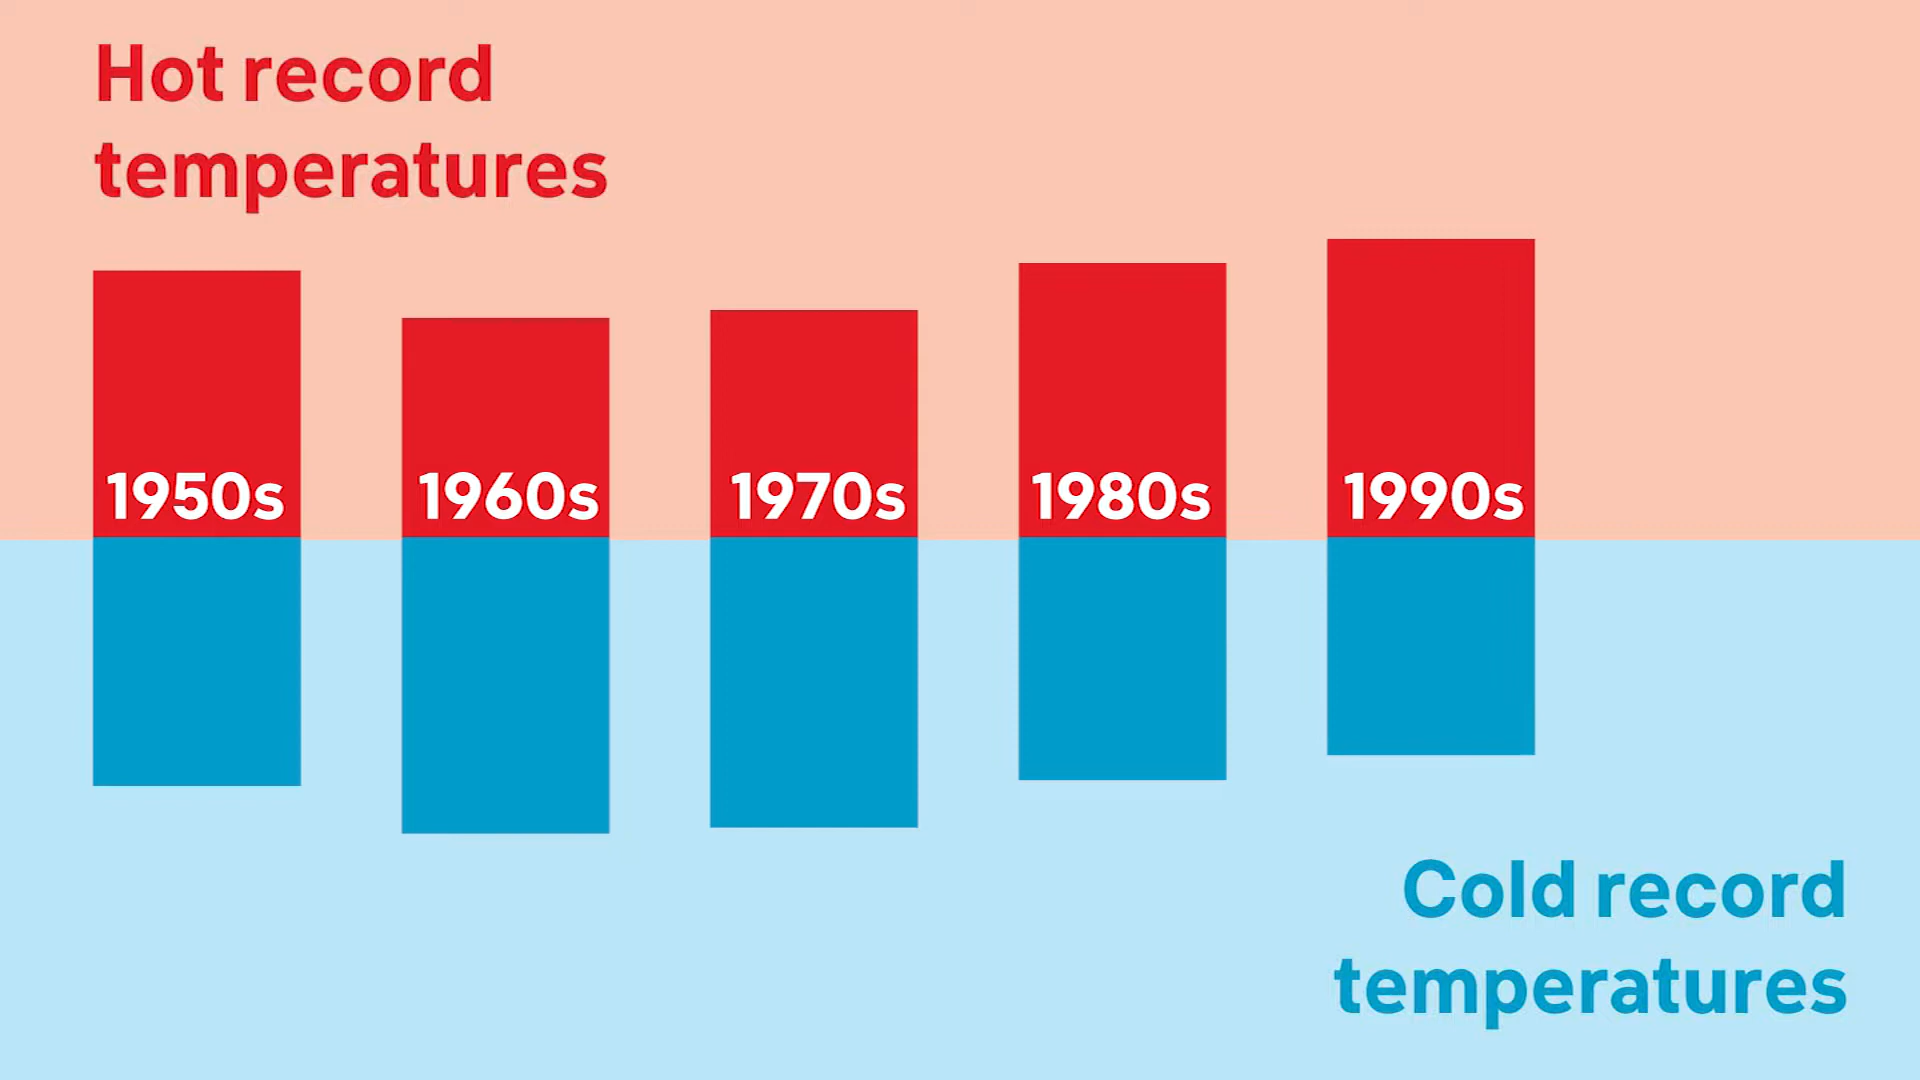 Hot record
temperatures
1950s
1960s
1970s
1980s
1990s
Cold record
temperatures